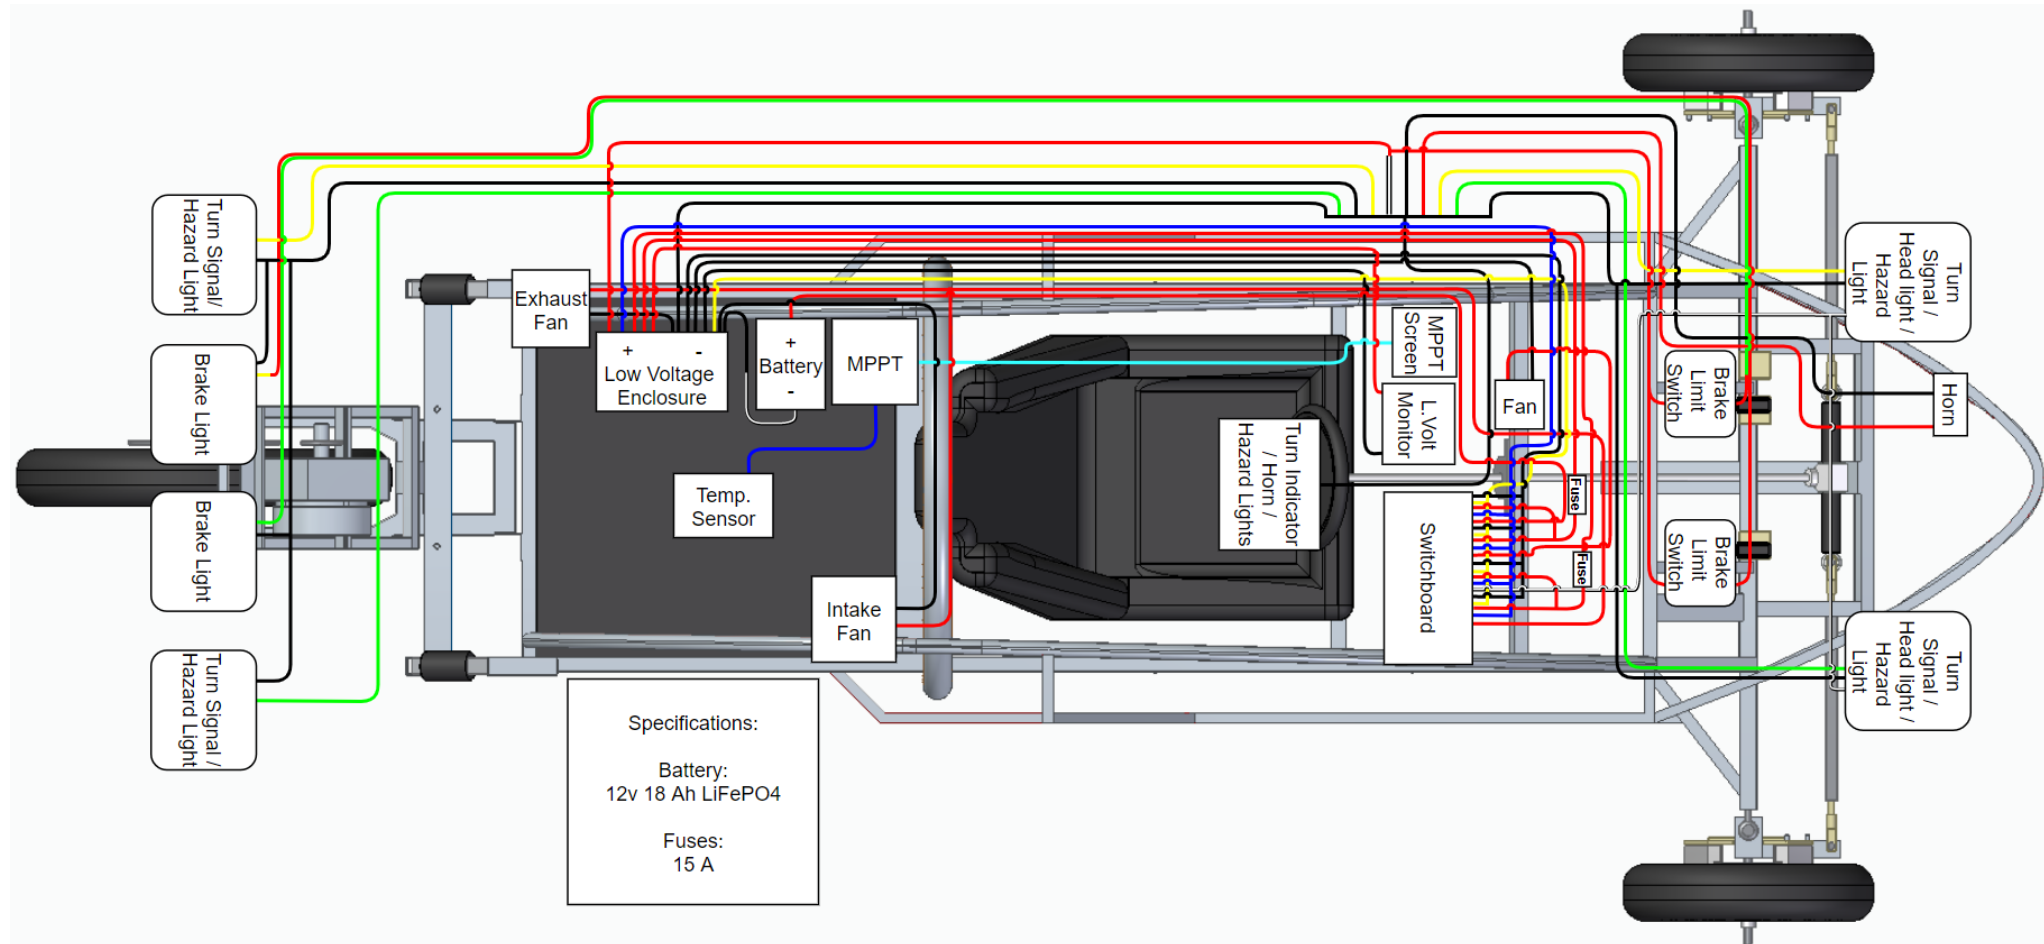 Turn Signal/
Hazard Light
Brake Light
Brake Light
Turn Signal /
Hazard Light
Exhaust
Fan
+ -
Low Voltage
Enclosure
+
Battery
-
MPPT
Temp.
Sensor
Intake
Fan
Specifications:
Battery:
12v 18 Ah LiFePO4
Fuses:
15 A
MPPT
Screen
L.Volt
Monitor
Turn Indicator
/ Horn /
Hazard Lights
Fan
Switchboard
Fuse
Fuse
Brake
Limit
Switch
Brake
Limit
Switch
Turn
Signal /
Head light /
Hazard
Light
Horn
Turn
Signal /
Head light /
Hazard
Light